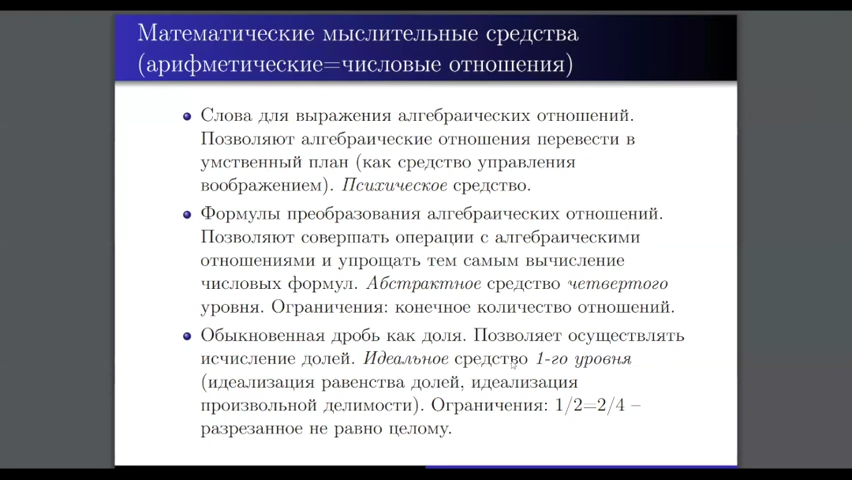 Математические мыслительные средства
(арифметические=числовые отношения)
Слова для выражения алгебраических отношений.
Позволяют алгебраические отношения перевести в
умственный план (как средство управления
воображением). Психическое средство.
Формулы преобразования алгебраических отношений.
Позволяют совершать операции с алгебраическими
отношениями и упрощать тем самым вычисление
числовых формул. Абстрактное средство четвертого
уровня. Ограничения: конечное количество отношений.
Обыкновенная дробь как доля. Позволяет осуществлять
исчисление долей. Идеальное средство 1-го уровня
(идеализация равенства долей, идеализация
произвольной делимости). Ограничения: 1/2=2/4 –
разрезанное не равно целому.